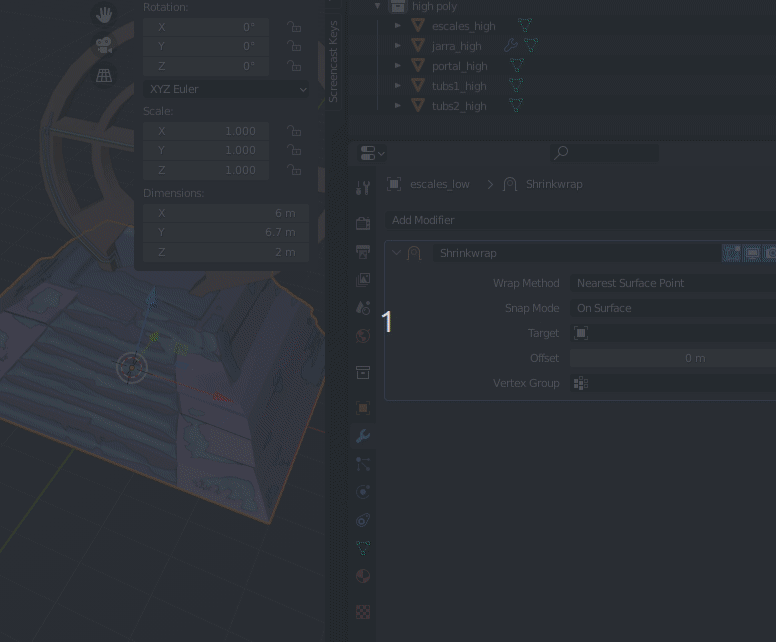 Rotation:
X 0°
Y 0°
Z 0°
XYZ Euler
Scale:
X 1.000
Y 1.000
Z 1.000
Dimensions:
X 6 m
Y 6.7 m
Z 2 m
Screencast Keys
high poly
escales_high
jarra_high
portal_high
tubs1_high
tubs2_high
escales_low > Shrinkwrap
Add Modifier
Shrinkwrap
Wrap Method Nearest Surface Point
Snap Mode On Surface
Target
Offset 0 m
Vertex Group
1